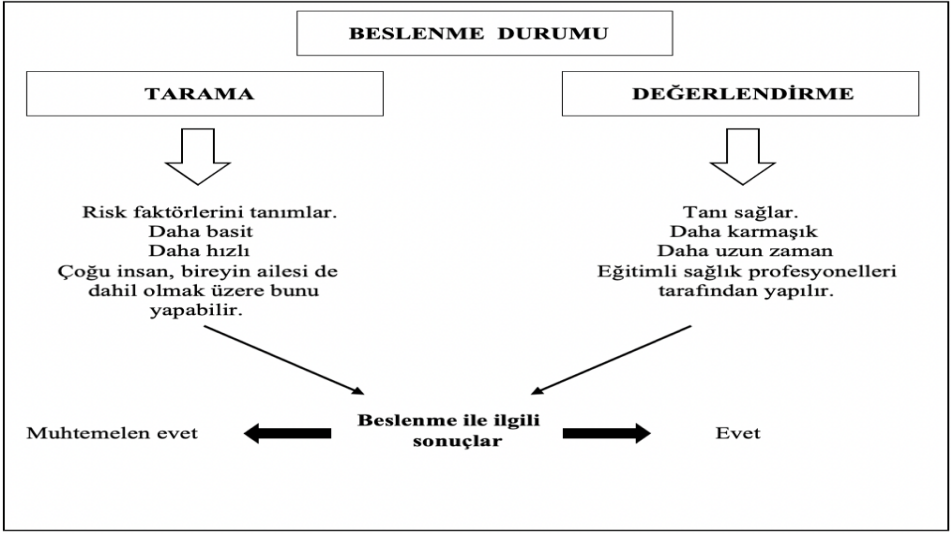 BESLENME DURUMU
TARAMA
DEĞERLENDİRME
Risk faktörlerini tanımlar.
Daha basit
Daha hızlı
Çoğu insan, bireyin ailesi de
dahil olmak üzere bunu
yapabilir.
Tanı sağlar.
Daha karmaşık
Daha uzun zaman
Eğitimli sağlık profesyonelleri
tarafından yapılır.
Muhtemelen evet
Beslenme ile ilgili
sonuçlar
Evet